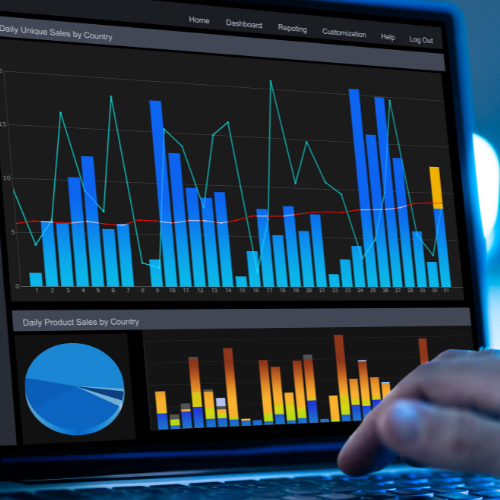 Home Dashboard Repoting Customization Help Log Out
Daily Unique Sales by Country
15
10
5
0
1 2 3 4 5 6 7 8 9 10 11 12 13 14 15 16 17 18 19 20 21 22 23 24 25 26 27 28 29 30 31
Daily Product Sales by Country